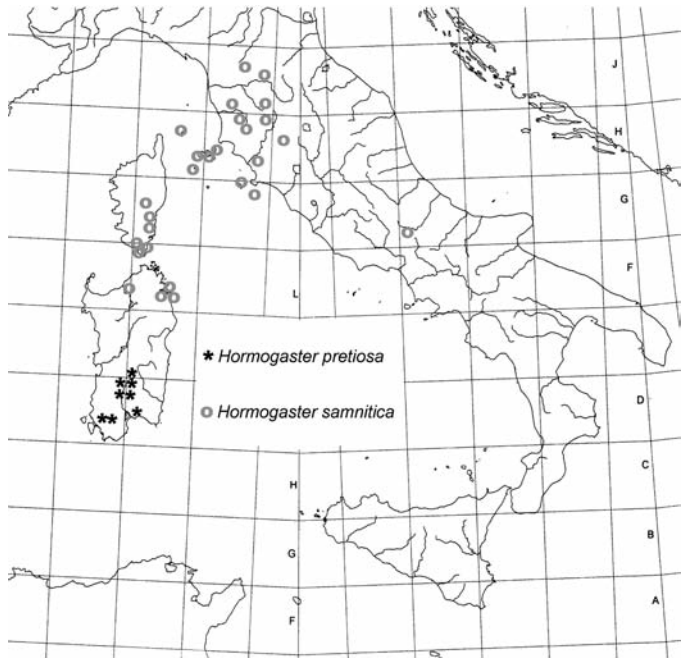 J
H
G
F
L
* Hormogaster pretiosa
D
Hormogaster samnitica
C
H
B
G
A
F